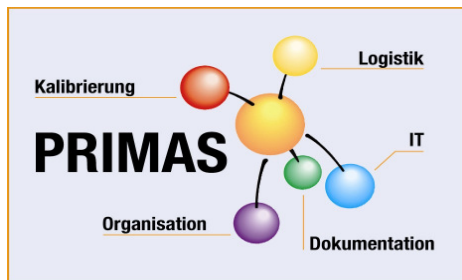 Logistik
Kalibrierung
PRIMAS
IT
Organisation
Dokumentation